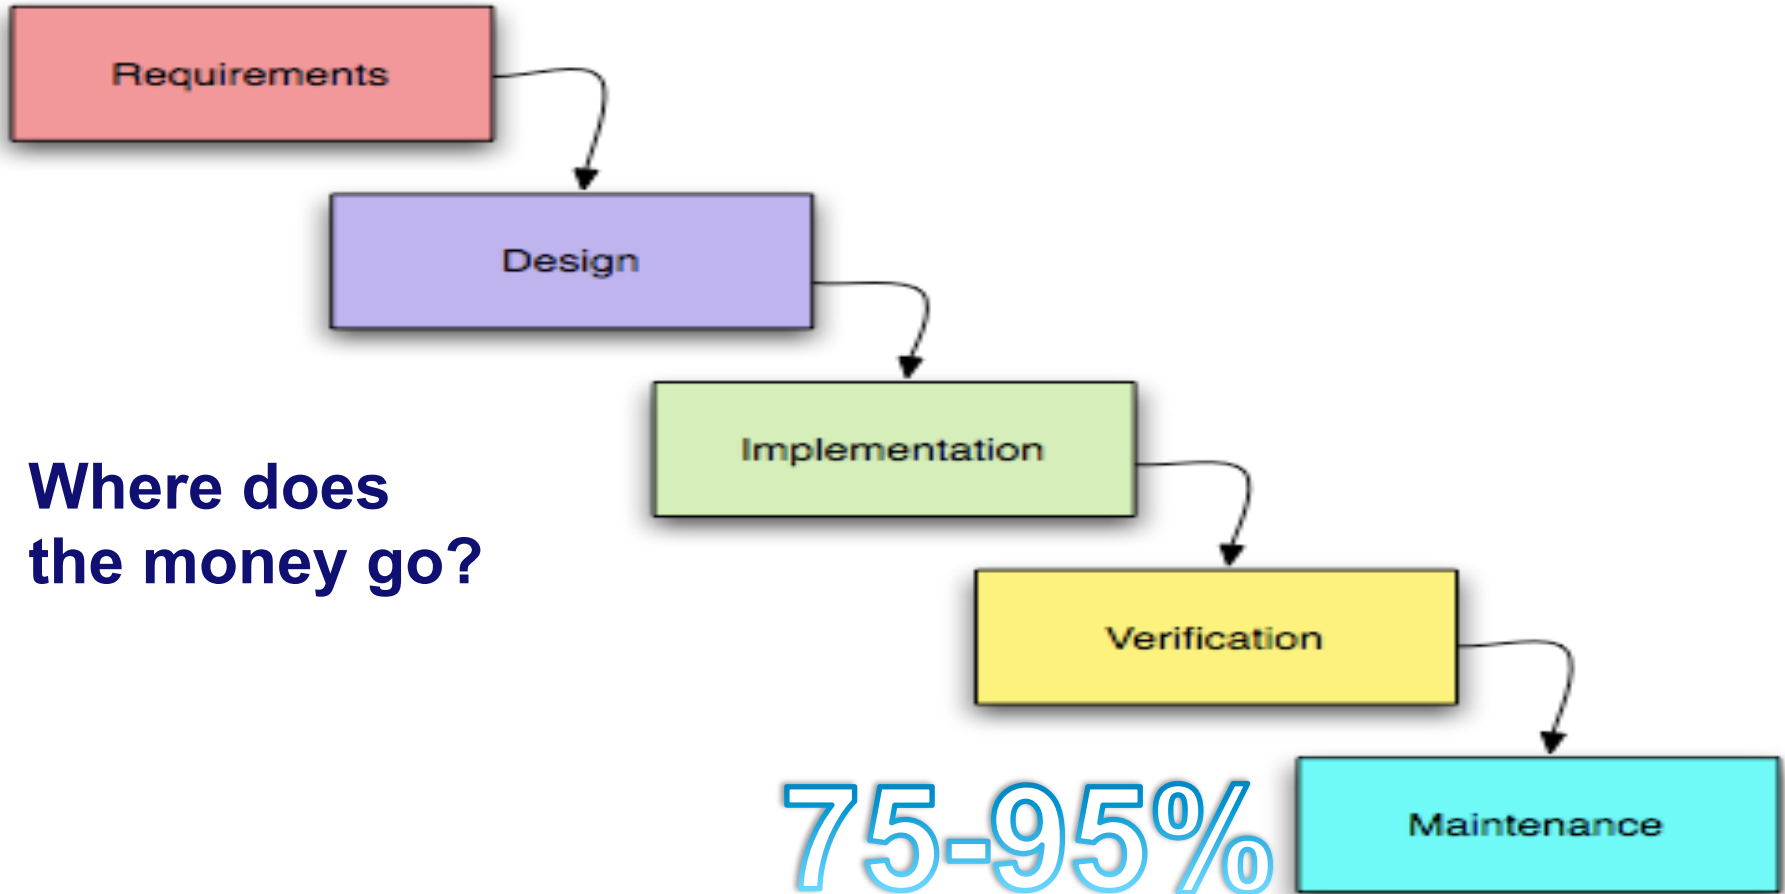 Requirements
Design
Implementation
Where does
the money go?
Verification
75-95%
Maintenance